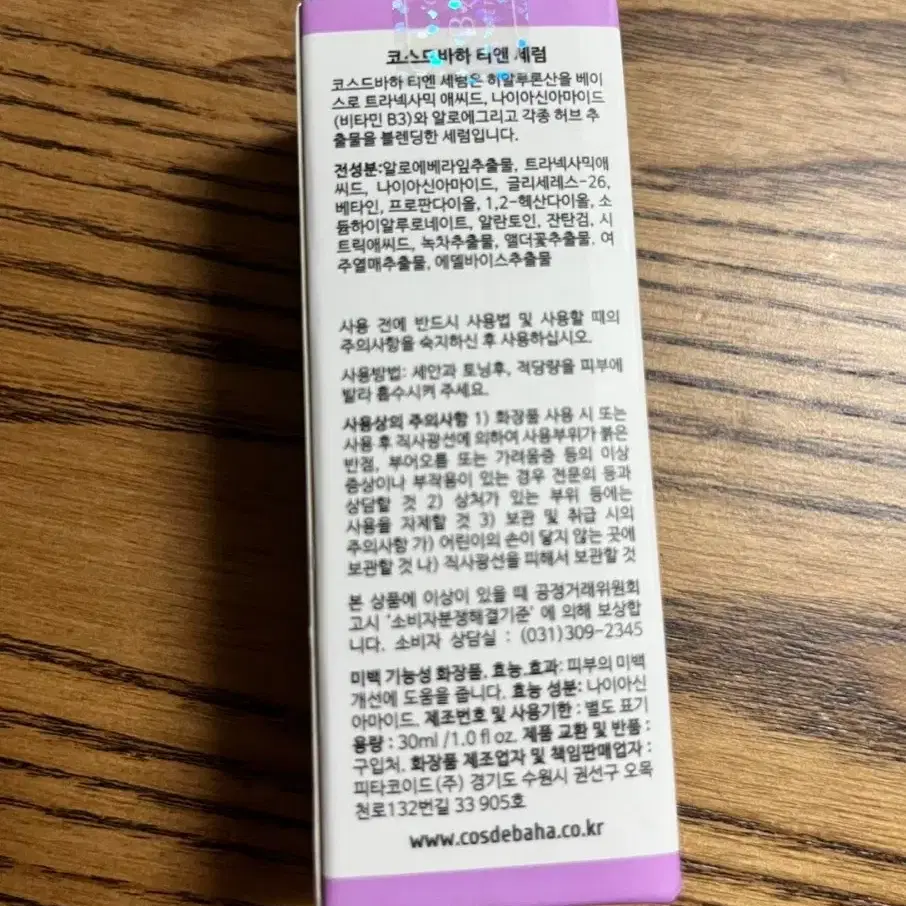 코스드바하 티엔 세럼
코스드바하 티엔 세럼은 히알루론산을 베이
스로 트라넥사믹 애씨드, 나이아신아마이드
(비타민 B3)와 알로에그리고 각종 허브 추
출물을 블렌딩한 세럼입니다.
전성분:알로에베라잎추출물, 트라넥사믹애
씨드, 나이아신아마이드, 글리세레스-26,
베타인, 프로판다이올, 1,2-헥산다이올, 소
듐하이알루로네이트, 알란토인, 잔탄검, 시
트릭애씨드, 녹차추출물, 앨더꽃추출물. 여
주열매추출물, 에델바이스추출물
사용 전에 반드시 사용법 및 사용할 때의
주의사항을 숙지하신 후 사용하십시오.
사용방법: 세안과 토닝후, 적당량을 피부에
발라 흡수시켜 주세요.
사용상의 주의사항 1) 화장품 사용 시 또는
사용 후 직사광선에 의하여 사용부위가 붉은
반점, 부어오름 또는 가려움증 등의 이상
증상이나 부작용이 있는 경우 전문의 등과
상담할 것 2) 상처가 있는 부위 등에는
사용을 자제할 것 3) 보관 및 취급 시의
주의사항 가) 어린이의 손이 닿지 않는 곳에
보관할 것 나) 직사광선을 피해서 보관할 것
본 상품에 이상이 있을 때 공정거래위원회
고시 '소비자분쟁해결기준' 에 의해 보상합
니다. 소비자 상담실 : (031)309-2345
미백 기능성 화장품. 효능.효과: 피부의 미백
개선에 도움을 줍니다. 효능 성분: 나이아신
아마이드. 제조번호 및 사용기한 : 별도 표기
용량 : 30ml /1.0 fl oz. 제품 교환 및 반품 :
구입처. 화장품 제조업자 및 책임판매업자 :
피타코이드(주) 경기도 수원시 권선구 오목
천로132번길 33 905호
www.cosdebaha.co.kr